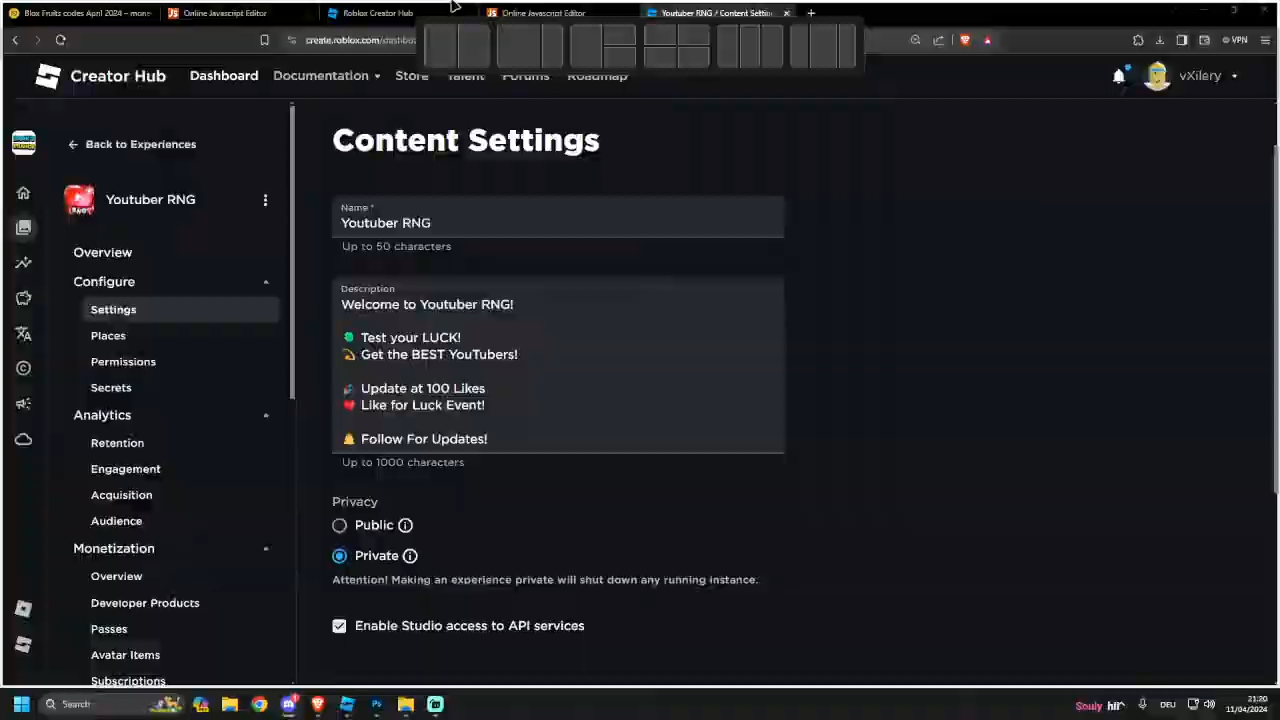 Blox Fruits codes April 2024 – mone
Online Javascript Editor
Roblox Creator Hub
Online Javascript Editor
Youtuber RNG / Content Settin
create.roblox.com/dashbo
VPN
Creator Hub
Dashboard
Documentation
Store
Talent
Forums
Roadmap
vXilery
Back to Experiences
Youtuber RNG
Overview
Configure
Settings
Places
Permissions
Secrets
Analytics
Retention
Engagement
Acquisition
Audience
Monetization
Overview
Developer Products
Passes
Avatar Items
Subscriptions
Content Settings
Name *
Youtuber RNG
Up to 50 characters
Description
Welcome to Youtuber RNG!
Test your LUCK!
Get the BEST YouTubers!
Update at 100 Likes
Like for Luck Event!
Follow For Updates!
Up to 1000 characters
Privacy
Public
Private
Attention! Making an experience private will shut down any running instance.
Enable Studio access to API services
Search
DEU
21:20
11/04/2024